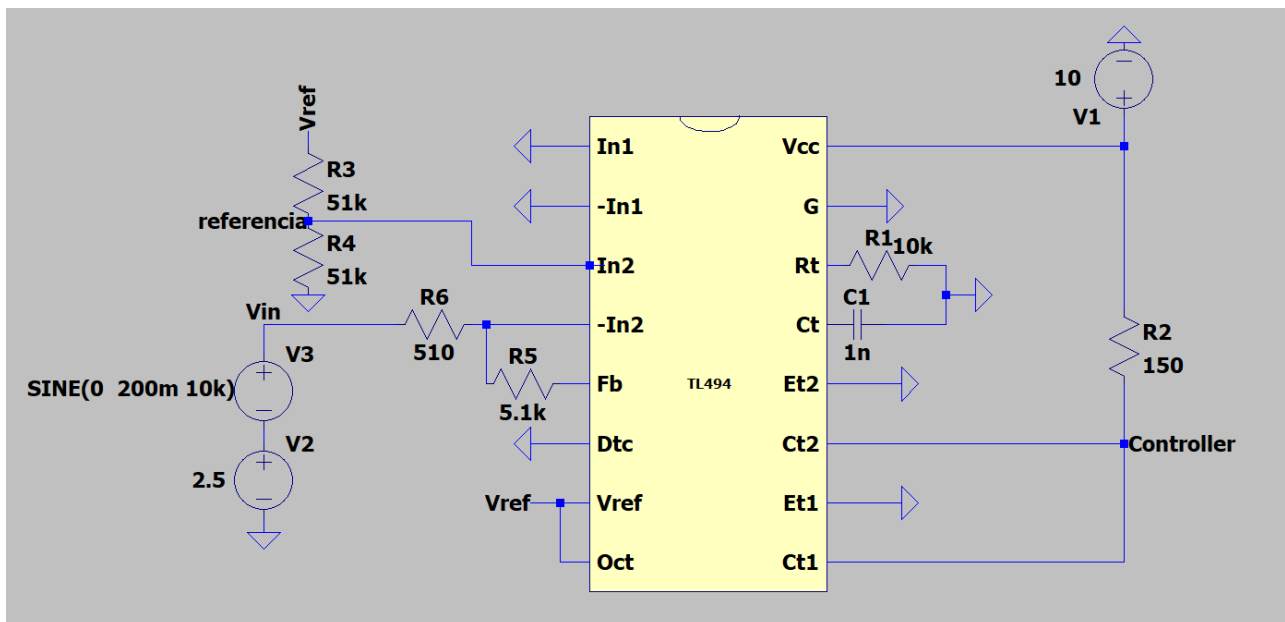 Vref
R3
51k
referencia
R4
51k
Vin
R6
510
V3
SINE(0 200m 10k)
V2
2.5
R5
5.1k
Vref
In1
-In1
In2
-In2
Fb
Dtc
Vref
Oct
TL494
Vcc
G
Rt
Ct
Et2
Ct2
Et1
Ct1
R1
10k
C1
1n
10
V1
R2
150
Controller